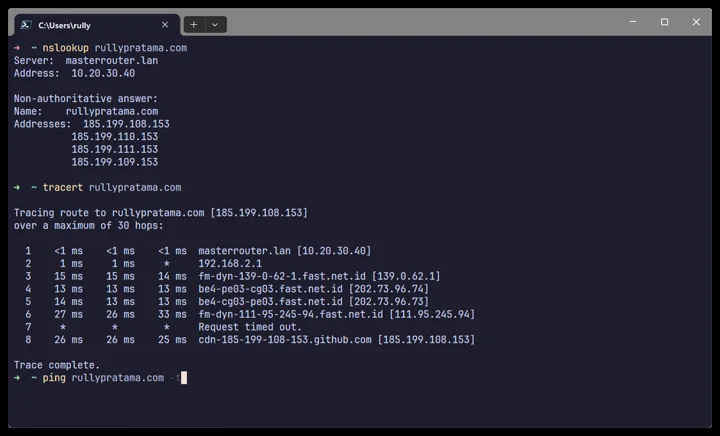 C:\Users\rully
➜ ~ nslookup rullypratama.com
Server:  masterrouter.lan
Address:  10.20.30.40
Non-authoritative answer:
Name:    rullypratama.com
Addresses:  185.199.108.153
          185.199.110.153
          185.199.111.153
          185.199.109.153
➜ ~ tracert rullypratama.com
Tracing route to rullypratama.com [185.199.108.153]
over a maximum of 30 hops:
  1    <1 ms    <1 ms    <1 ms  masterrouter.lan [10.20.30.40]
  2     1 ms     1 ms     *     192.168.2.1
  3    15 ms    15 ms    14 ms  fm-dyn-139-0-62-1.fast.net.id [139.0.62.1]
  4    13 ms    13 ms    13 ms  be4-pe03-cg03.fast.net.id [202.73.96.74]
  5    14 ms    13 ms    13 ms  be4-cg03-pe03.fast.net.id [202.73.96.73]
  6    27 ms    26 ms    33 ms  fm-dyn-111-95-245-94.fast.net.id [111.95.245.94]
  7     *        *        *     Request timed out.
  8    26 ms    26 ms    25 ms  cdn-185-199-108-153.github.com [185.199.108.153]
Trace complete.
➜ ~ ping rullypratama.com -t